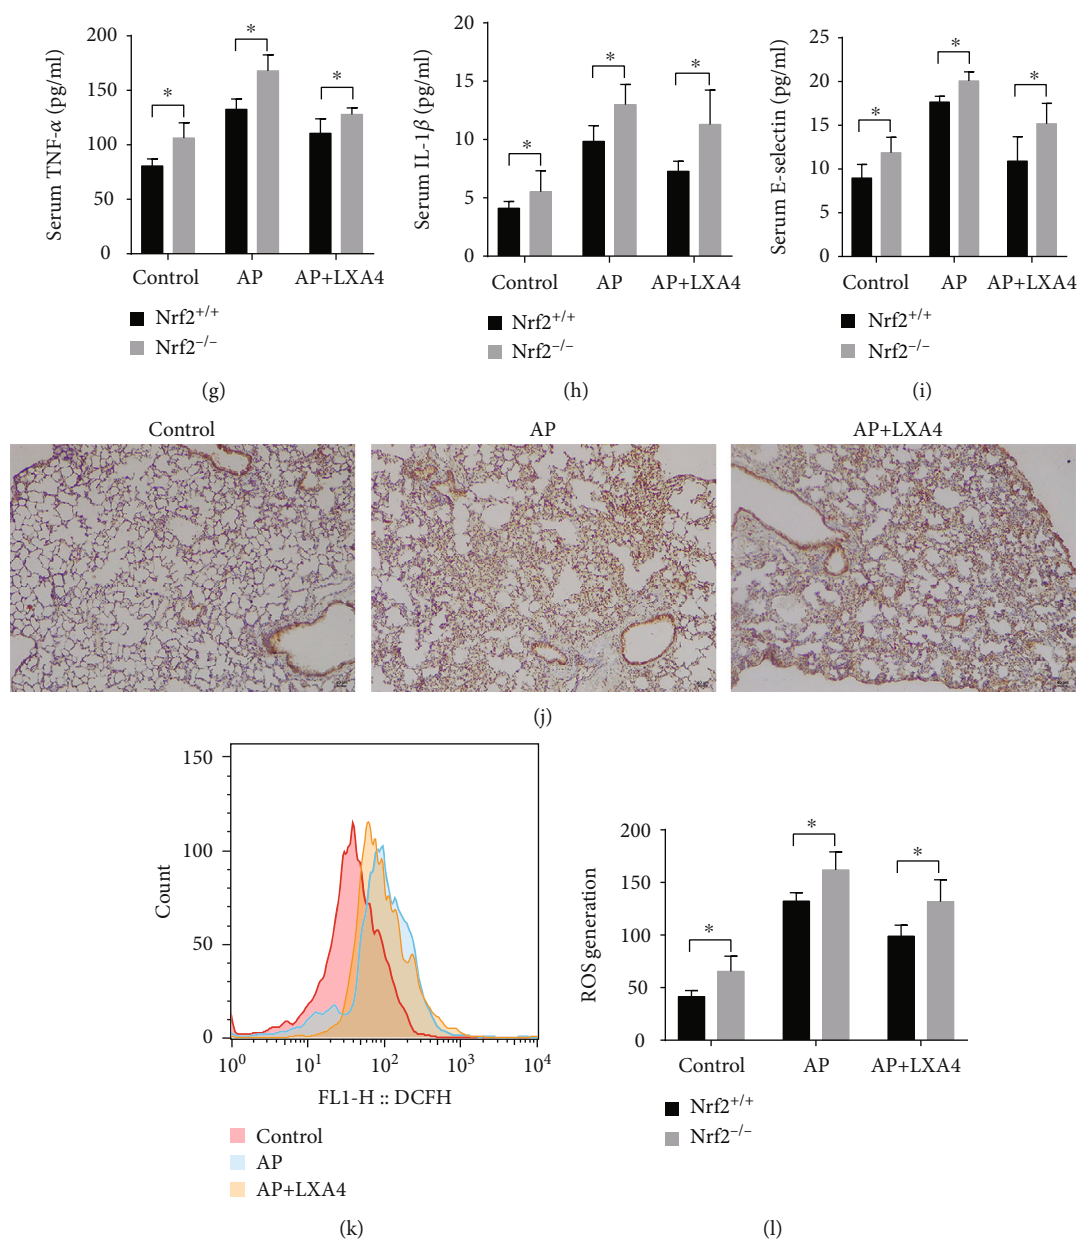 Serum TNF-α (pg/ml)
200
150
100
50
0
*
*
*
Control
AP
AP+LXA4
Nrf2+/+
Nrf2−/−
(g)
Serum IL-1β (pg/ml)
20
15
10
5
0
*
*
*
Control
AP
AP+LXA4
Nrf2+/+
Nrf2−/−
(h)
Serum E-selectin (pg/ml)
25
20
15
10
5
0
*
*
*
Control
AP
AP+LXA4
Nrf2+/+
Nrf2−/−
(i)
Control
AP
AP+LXA4
(j)
Count
150
100
50
0
10⁰
10¹
10²
10³
10⁴
FL1-H :: DCFH
Control
AP
AP+LXA4
(k)
ROS generation
200
150
100
50
0
*
*
*
Control
AP
AP+LXA4
Nrf2+/+
Nrf2−/−
(l)